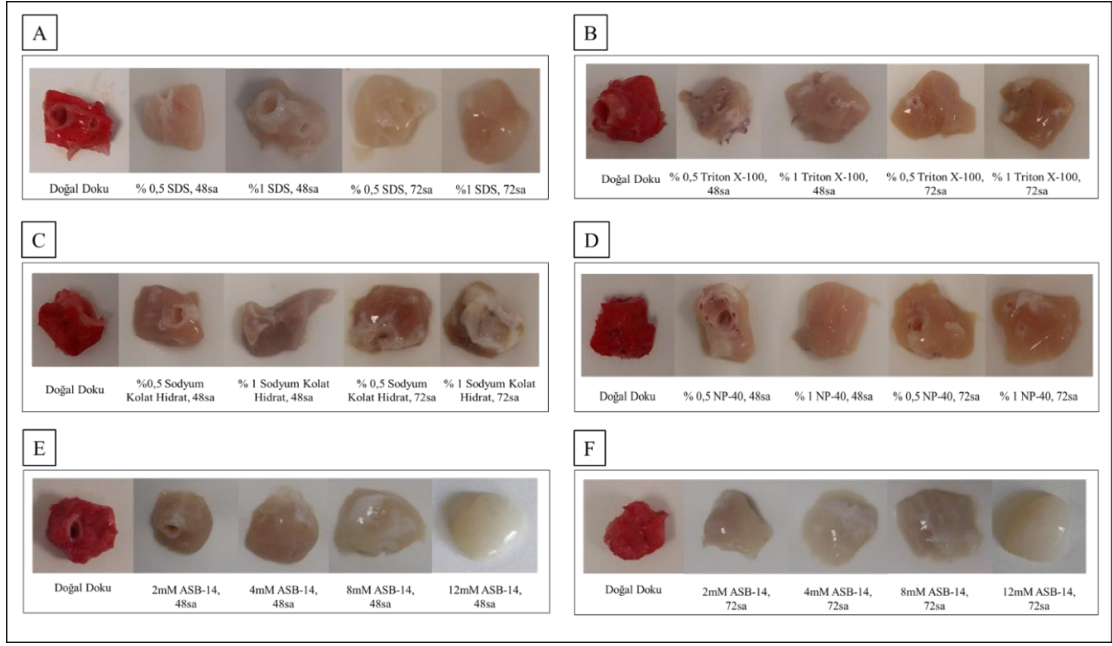 A
Doğal Doku
% 0,5 SDS, 48sa
%1 SDS, 48sa
% 0,5 SDS, 72sa
%1 SDS, 72sa
B
Doğal Doku
% 0,5 Triton X-100,
48sa
% 1 Triton X-100,
48sa
% 0,5 Triton X-100,
72sa
% 1 Triton X-100,
72sa
C
Doğal Doku
%0,5 Sodyum
Kolat Hidrat, 48sa
% 1 Sodyum Kolat
Hidrat, 48sa
% 0,5 Sodyum
Kolat Hidrat, 72sa
% 1 Sodyum Kolat
Hidrat, 72sa
D
Doğal Doku
% 0,5 NP-40, 48sa
% 1 NP-40, 48sa
% 0,5 NP-40, 72sa
% 1 NP-40, 72sa
E
Doğal Doku
2mM ASB-14,
48sa
4mM ASB-14,
48sa
8mM ASB-14,
48sa
12mM ASB-14,
48sa
F
Doğal Doku
2mM ASB-14,
72sa
4mM ASB-14,
72sa
8mM ASB-14,
72sa
12mM ASB-14,
72sa